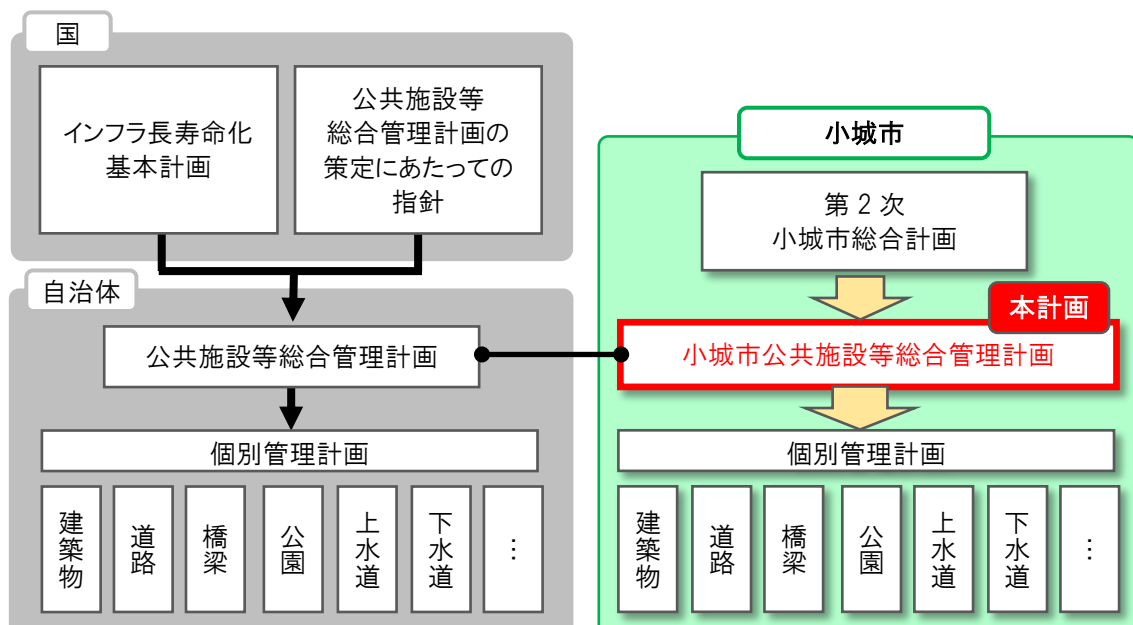 国
インフラ長寿命化
基本計画
公共施設等
総合管理計画の
策定にあたっての
指針
自治体
公共施設等総合管理計画
個別管理計画
建築物
道路
橋梁
公園
上水道
下水道
…
小城市
第２次
小城市総合計画
本計画
小城市公共施設等総合管理計画
個別管理計画
建築物
道路
橋梁
公園
上水道
下水道
…